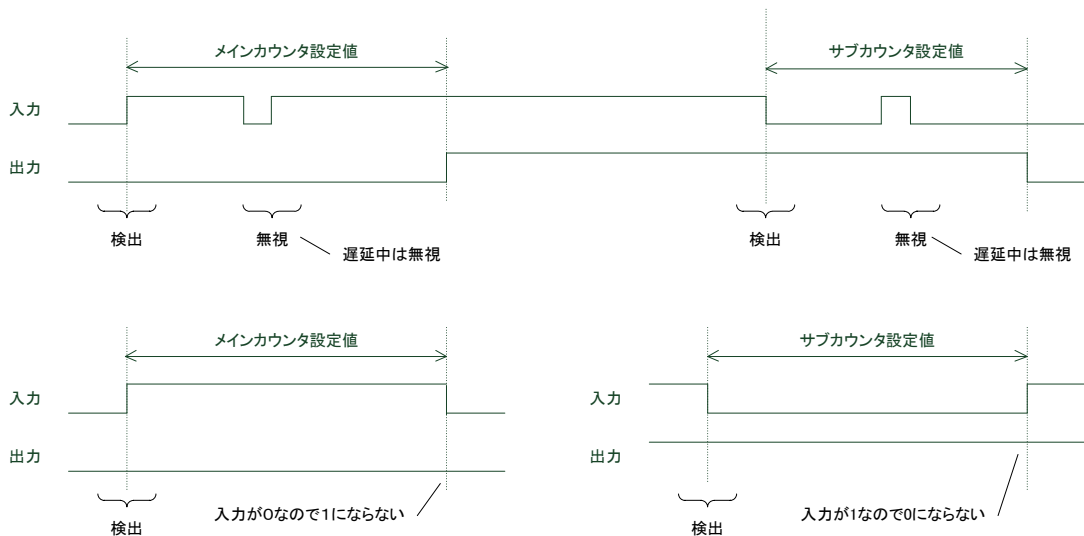 メインカウンタ設定値
サブカウンタ設定値
入力
出力
検出
無視
遅延中は無視
検出
無視
遅延中は無視
メインカウンタ設定値
サブカウンタ設定値
入力
入力
出力
出力
検出
入力が0なので1にならない
検出
入力が1なので0にならない